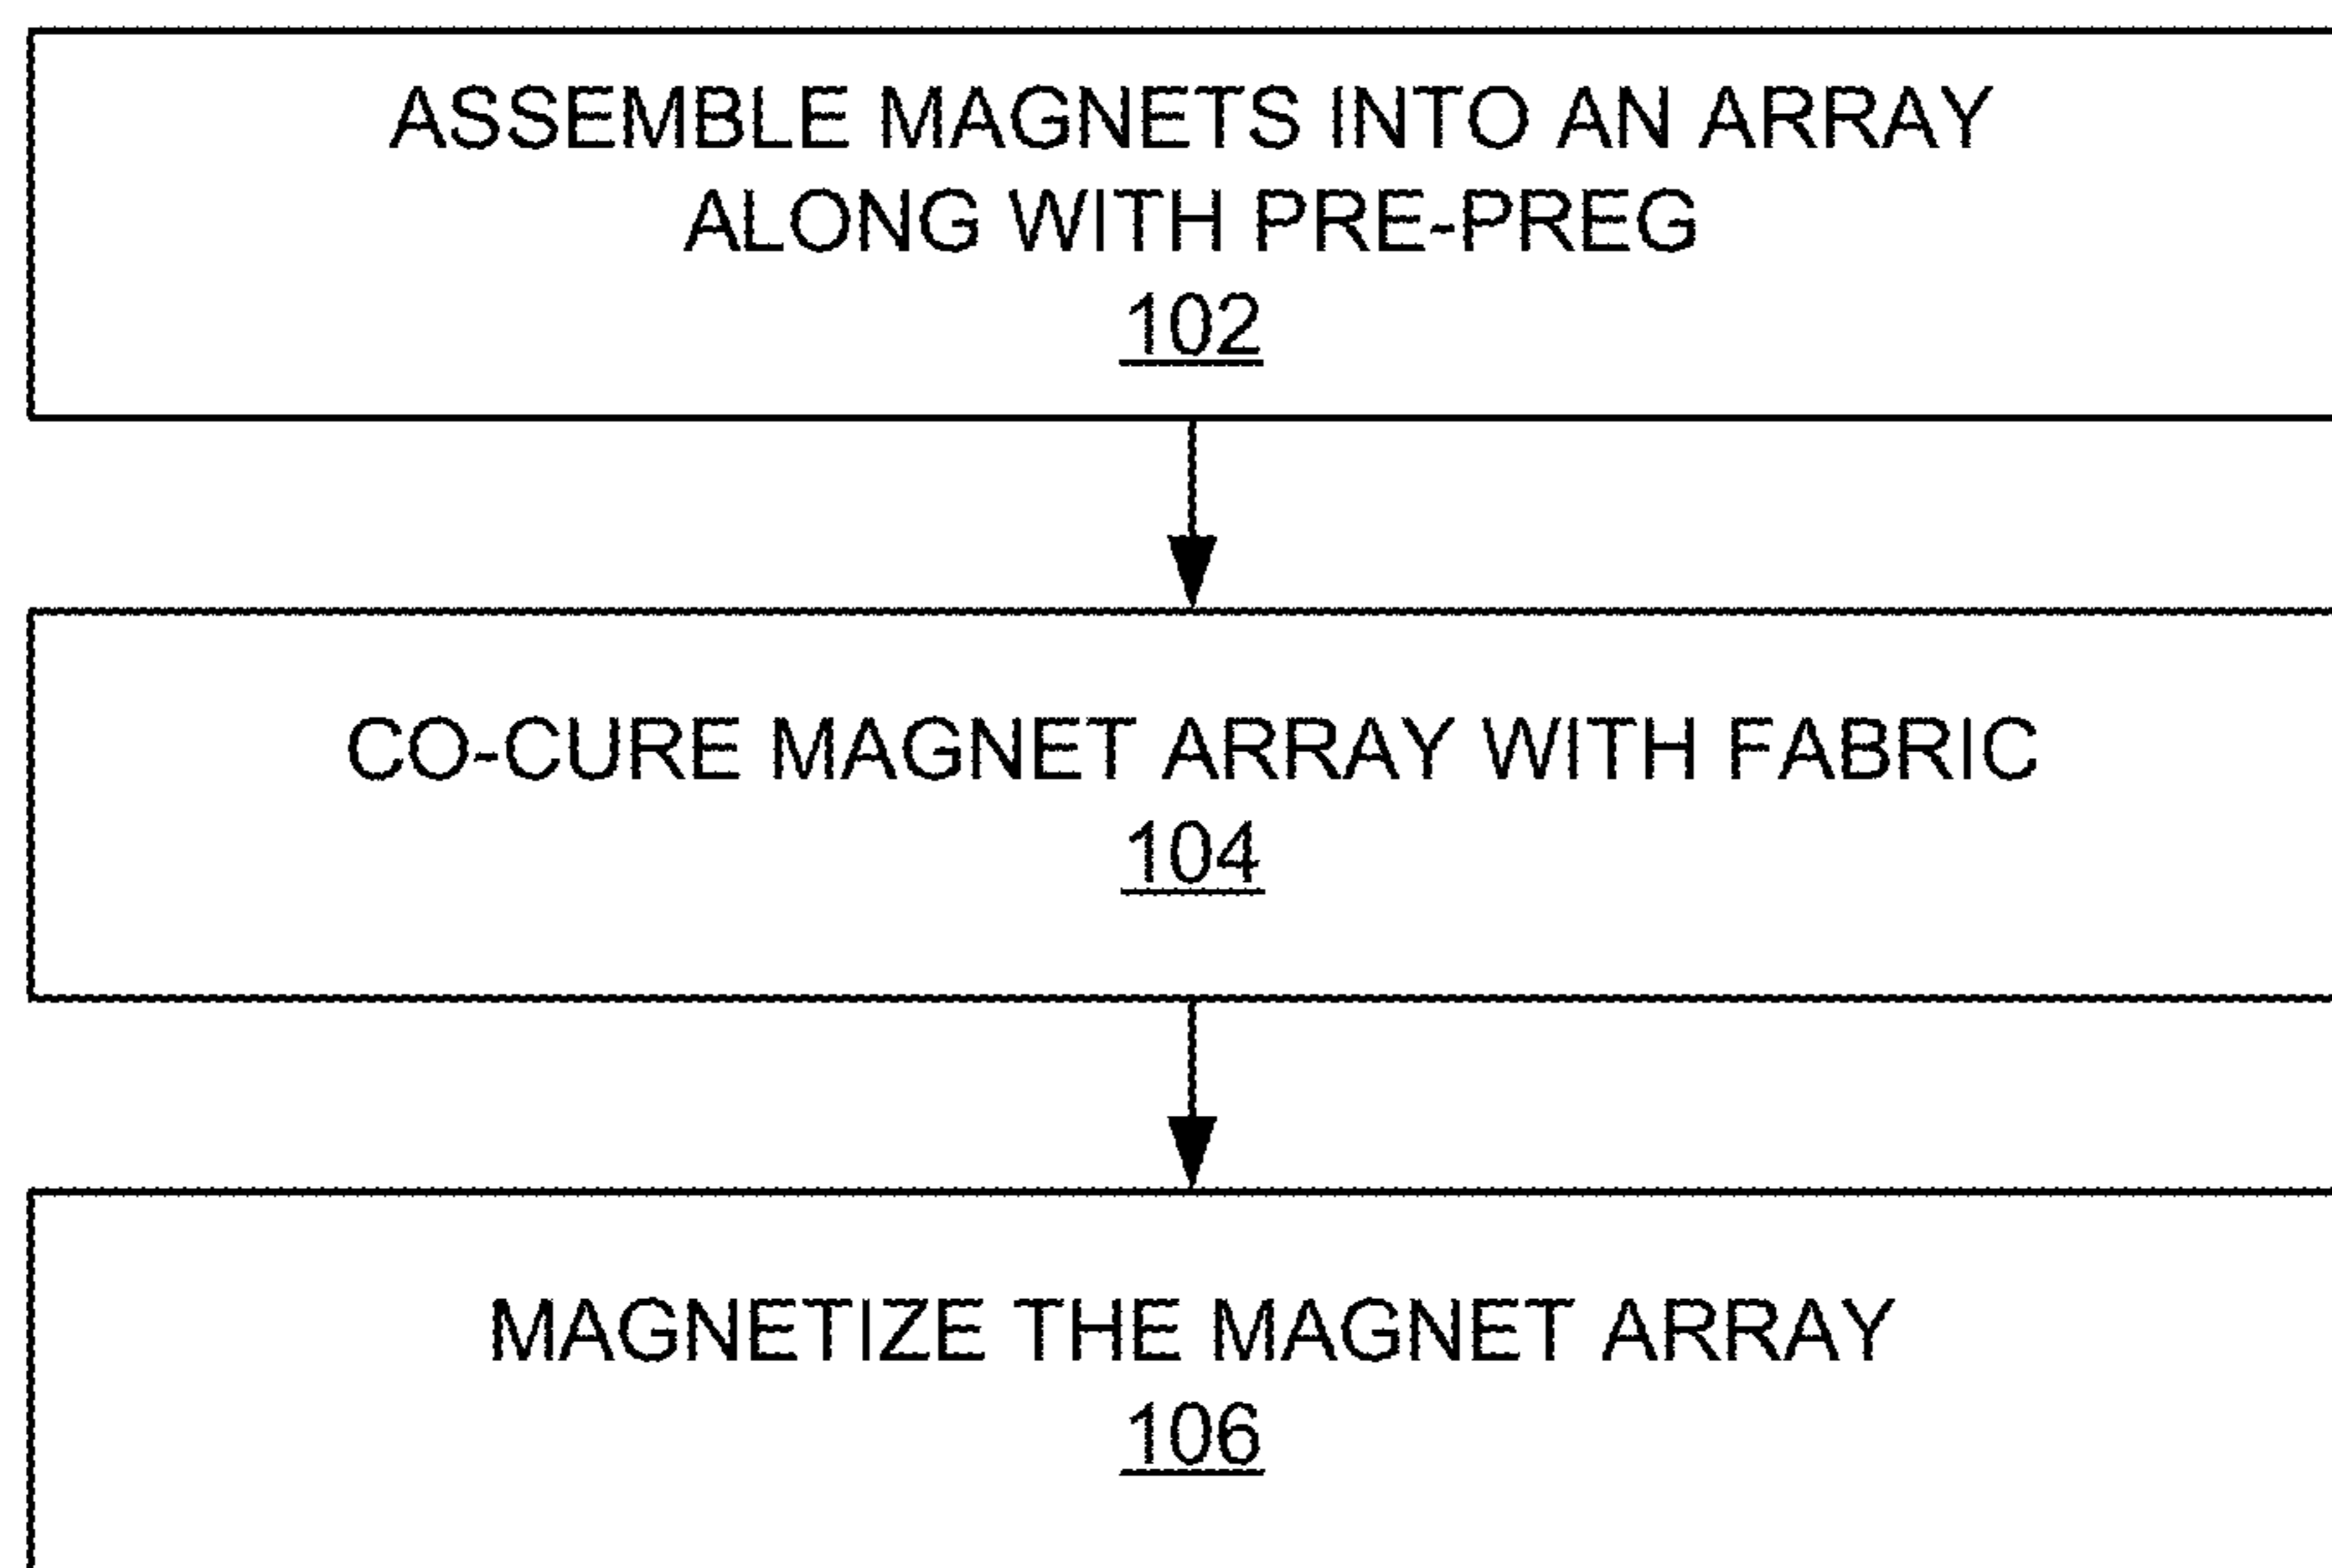 ASSEMBLE MAGNETS INTO AN ARRAY
ALONG WITH PRE-PREG
102
CO-CURE MAGNET ARRAY WITH FABRIC
104
MAGNETIZE THE MAGNET ARRAY
106